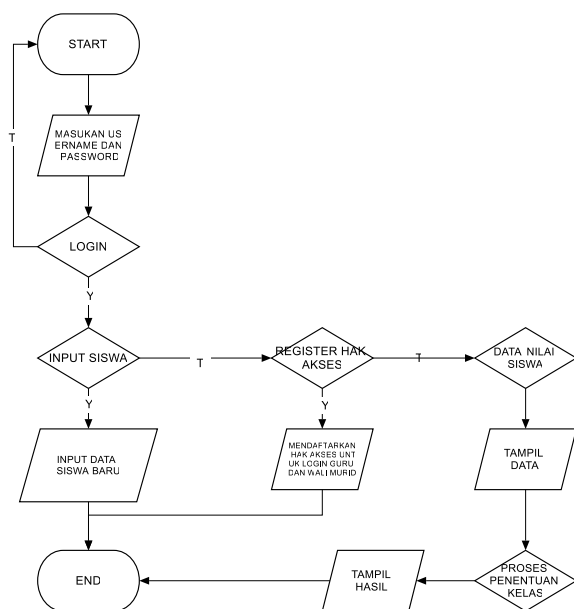 START
T
MASUKAN US
ERNAME DAN
PASSWORD
LOGIN
Y
INPUT SISWA
T
REGISTER HAK
AKSES
T
DATA NILAI
SISWA
Y
Y
INPUT DATA
SISWA BARU
MENDAFTARKAN
HAK AKSES UNT
UK LOGIN GURU
DAN WALI MURID
TAMPIL
DATA
END
TAMPIL
HASIL
PROSES
PENENTUAN
KELAS